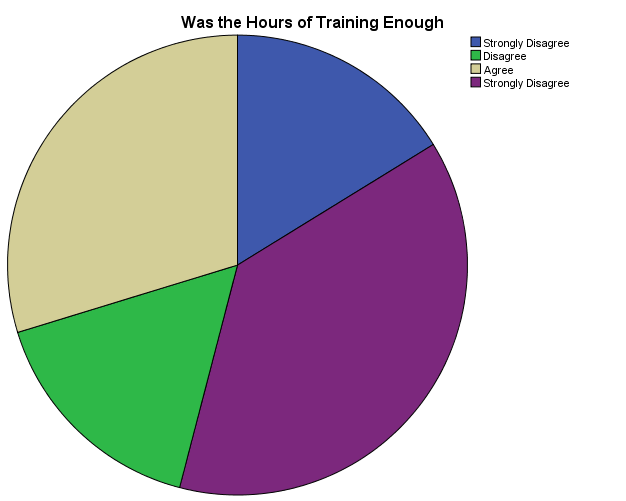 Was the Hours of Training Enough
Strongly Disagree
Disagree
Agree
Strongly Disagree